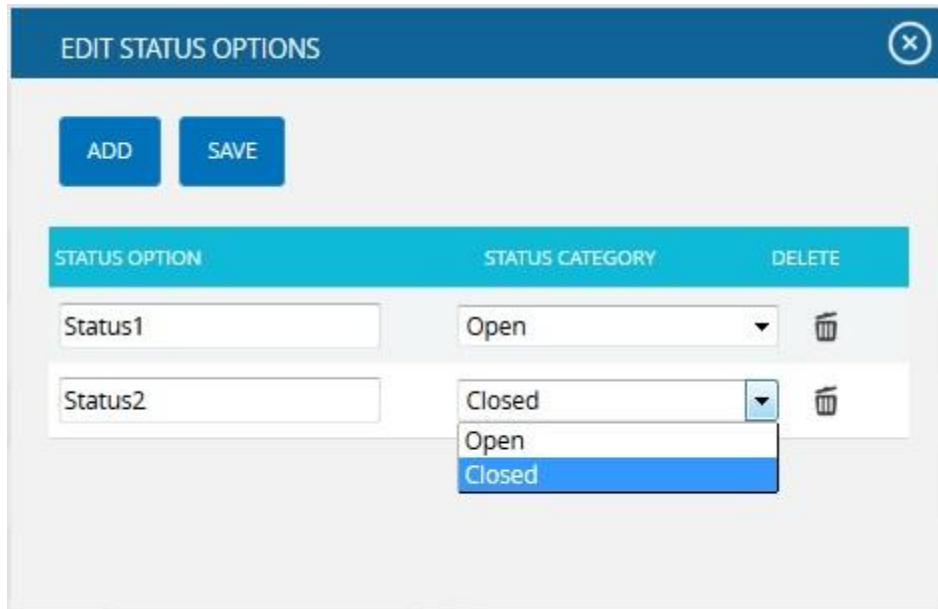 EDIT STATUS OPTIONS
ADD SAVE
STATUS OPTION STATUS CATEGORY DELETE
Status1 Open
Status2 Closed
Open
Closed